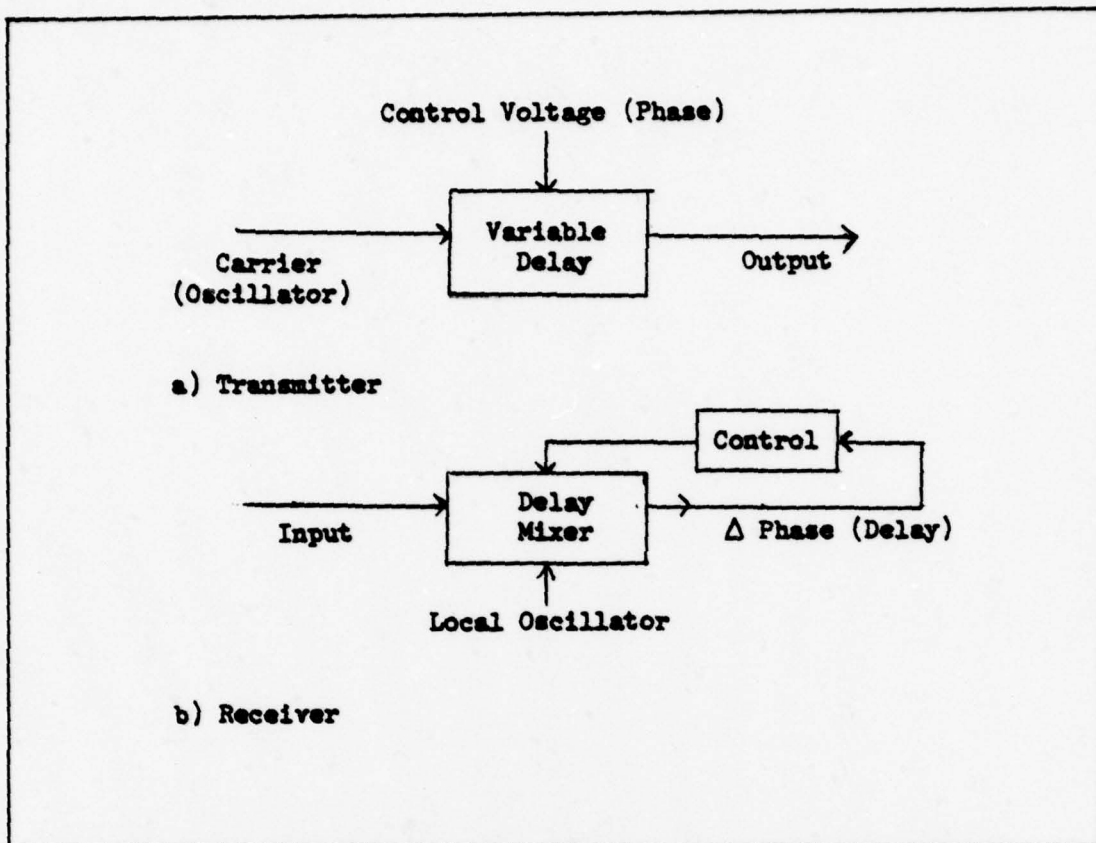 Control Voltage (Phase)
Variable
Delay
Carrier
(Oscillator)
Output
a) Transmitter
Control
Delay
Mixer
Input
Δ Phase (Delay)
Local Oscillator
b) Receiver